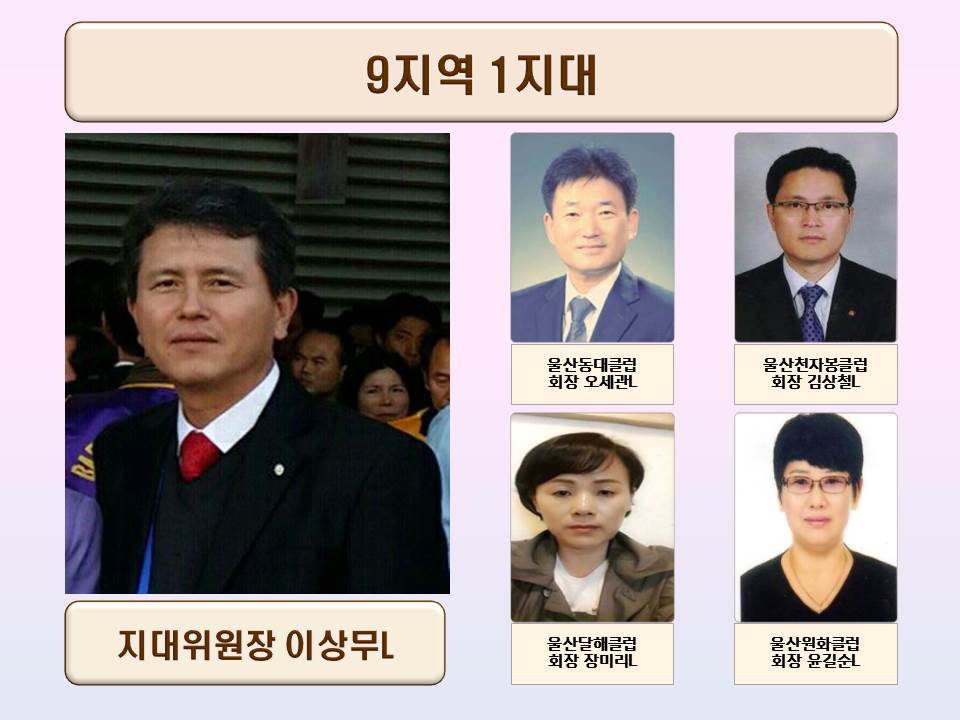 9지역 1지대
울산동대클럽
회장 오세관L
울산천자봉클럽
회장 김상철L
울산달해클럽
회장 장미리L
울산원화클럽
회장 윤길순L
지대위원장 이상무L